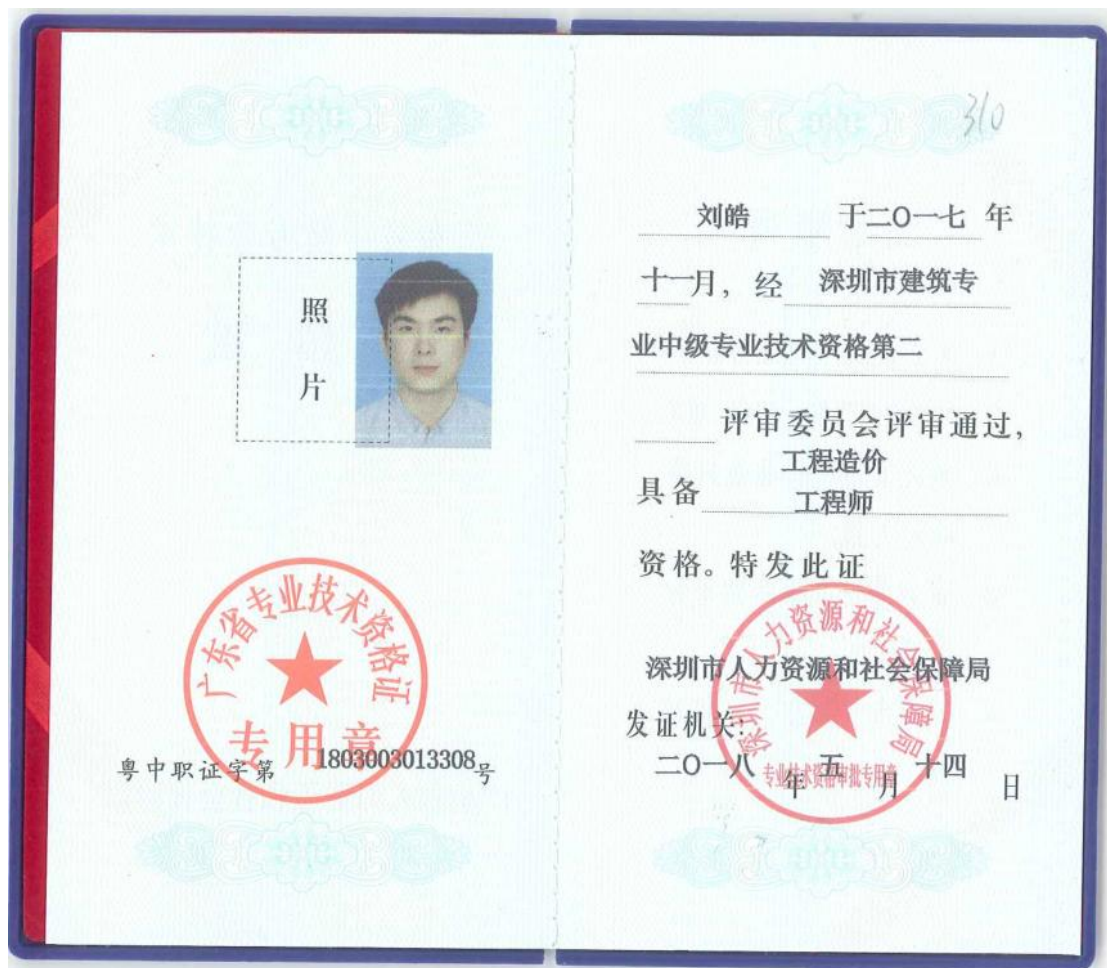 照
片
广东省专业技术资格证
专用章
粤中职证字第 1803003013308 号
310
刘皓 于二〇一七 年
十一月，经 深圳市建筑专
业中级专业技术资格第二
评审委员会评审通过，
工程造价
具备 工程师
资格。特发此证
深圳市人力资源和社会保障局
深圳市人力资源和社会保障局
发证机关：
二〇一八 年 五 月 十四 日
专业技术资格审批专用章